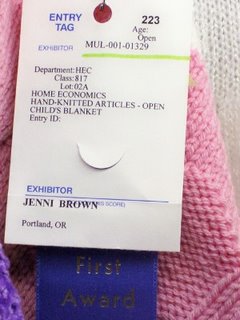 ENTRY TAG 223
Age:
Open
EXHIBITOR MUL-001-01329
Department: HEC
Class: 817
Lot: 02A
HOME ECONOMICS
HAND-KNITTED ARTICLES - OPEN
CHILD'S BLANKET
Entry ID:
EXHIBITOR
JENNI BROWN SCORE)
Portland, OR
First
Award